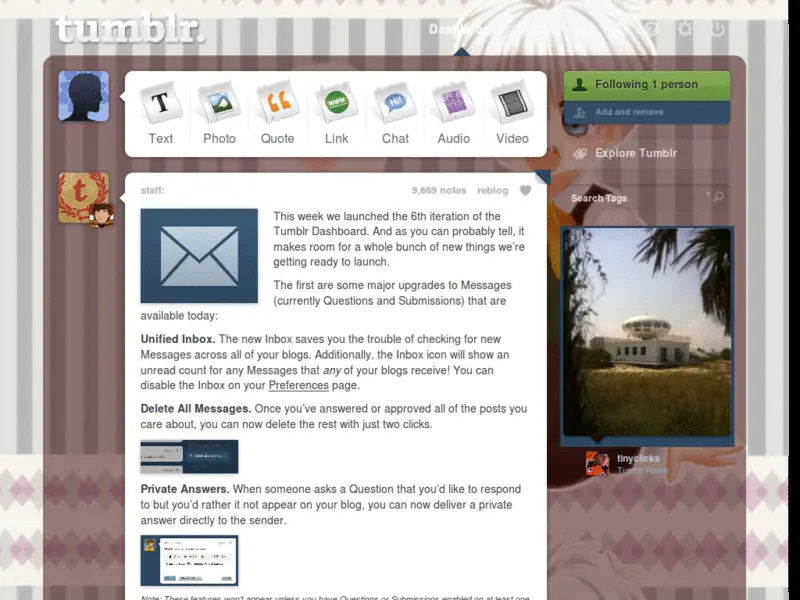 tumblr.
Dashboard
Text
Photo
Quote
Link
Chat
Audio
Video
Following 1 person
Add and remove
Explore Tumblr
Search Tags
staff:
9,669 notes reblog
This week we launched the 6th iteration of the
Tumblr Dashboard. And as you can probably tell, it
makes room for a whole bunch of new things we're
getting ready to launch.
The first are some major upgrades to Messages
(currently Questions and Submissions) that are
available today:
Unified Inbox. The new Inbox saves you the trouble of checking for new
Messages across all of your blogs. Additionally, the Inbox icon will show an
unread count for any Messages that any of your blogs receive! You can
disable the Inbox on your Preferences page.
Delete All Messages. Once you've answered or approved all of the posts you
care about, you can now delete the rest with just two clicks.
Private Answers. When someone asks a Question that you'd like to respond
to but you'd rather it not appear on your blog, you can now deliver a private
answer directly to the sender.
Note: These features won't appear unless you have Questions or Submissions enabled on at least one
tinyclicks
Tumblr Radar